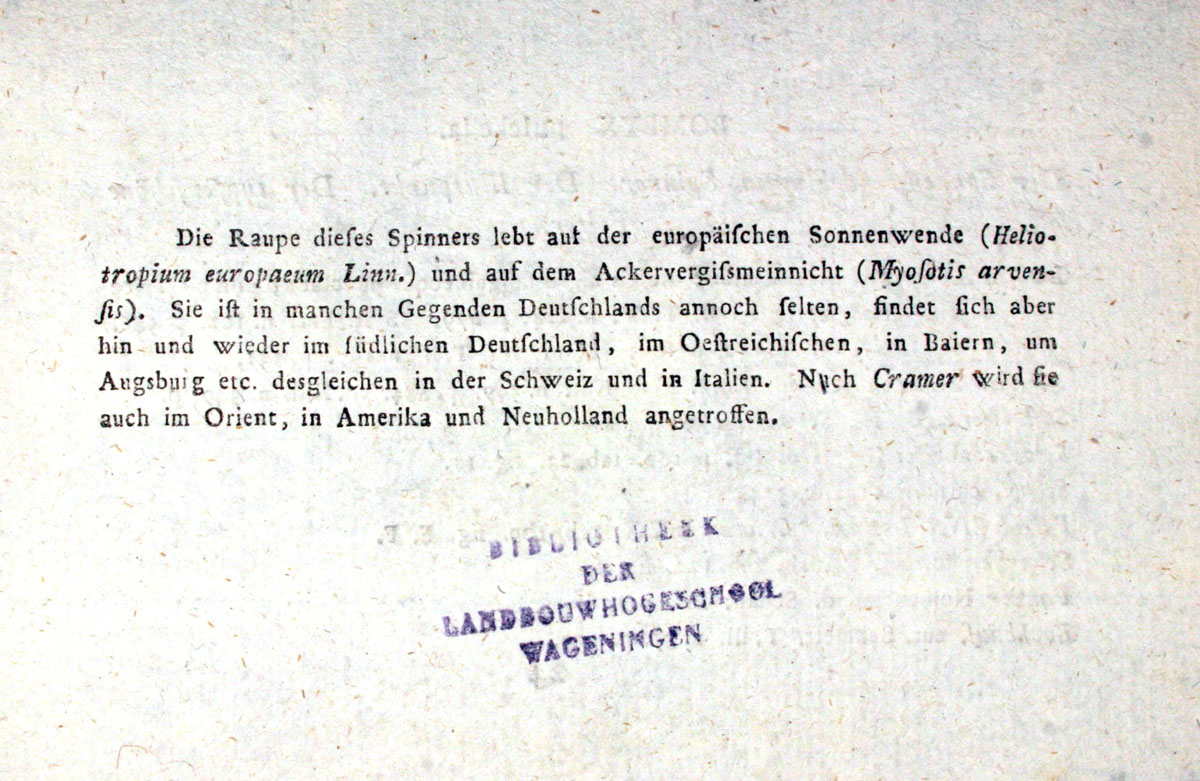 Die Raupe dieſes Spinners lebt auf der europäiſchen Sonnenwende (Helio-
tropium europaeum Linn.) und auf dem Ackervergiſsmeinnicht (Myoſotis arven-
ſis). Sie iſt in manchen Gegenden Deutſchlands annoch ſelten, findet ſich aber
hin und wieder im ſüdlichen Deutſchland, im Oeſtreichiſchen, in Baiern, um
Augsburg etc. desgleichen in der Schweiz und in Italien. Nach Cramer wird ſie
auch im Orient, in Amerika und Neuholland angetroffen.
BIBLIOTHEEK
DER
LANDBOUWHOGESCHOOL
WAGENINGEN